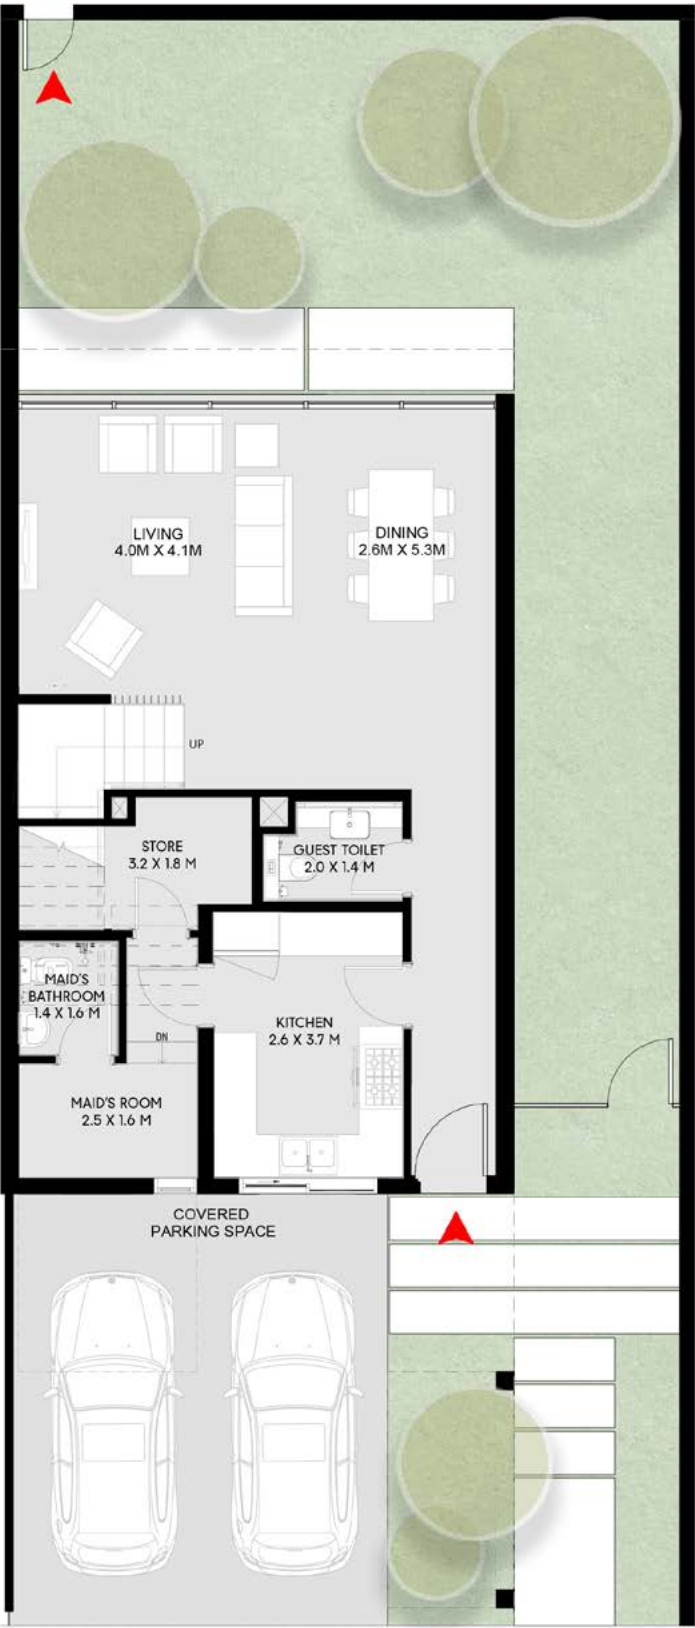 LIVING
4.0M X 4.1M
DINING
2.6M X 5.3M
UP
STORE
3.2 X 1.8 M
GUEST TOILET
2.0 X 1.4 M
MAID'S
BATHROOM
1.4 X 1.6 M
KITCHEN
2.6 X 3.7 M
DN
MAID'S ROOM
2.5 X 1.6 M
COVERED
PARKING SPACE